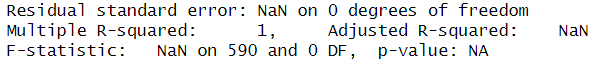 Residual standard error: NaN on 0 degrees of freedom
Multiple R-squared:      1,     Adjusted R-squared:    NaN
F-statistic:   NaN on 590 and 0 DF,  p-value: NA